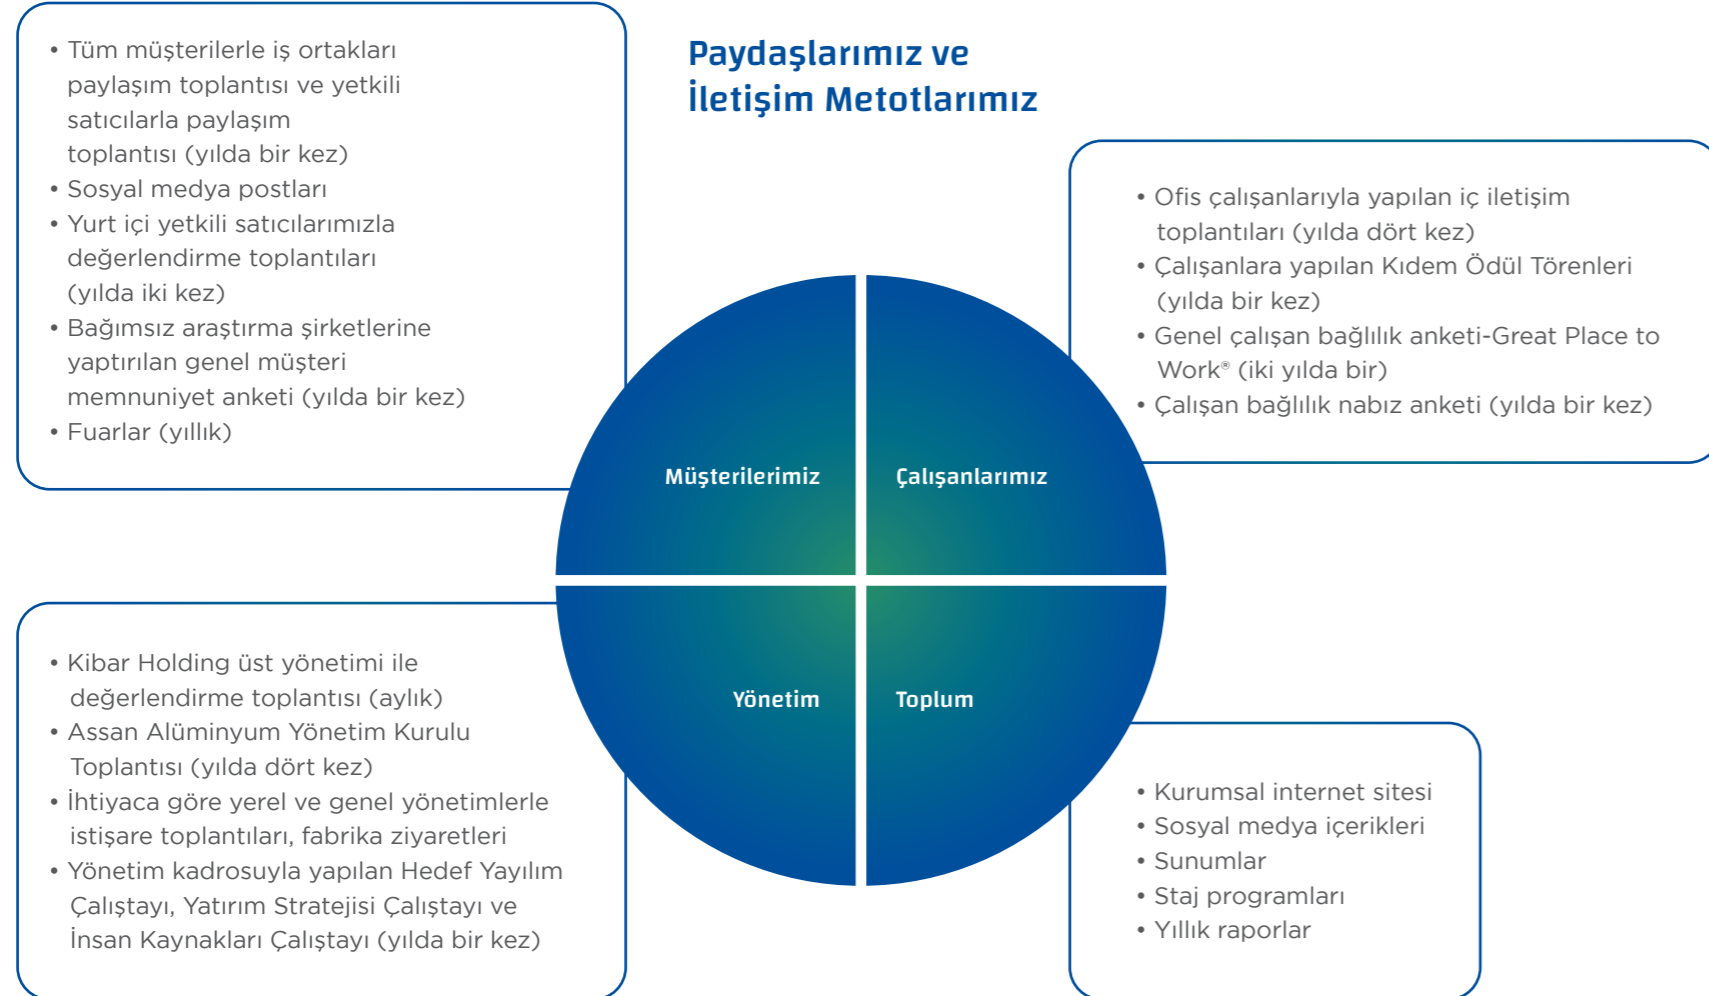 Paydaşlarımız ve
İletişim Metotlarımız
• Tüm müşterilerle iş ortakları
paylaşım toplantısı ve yetkili
satıcılarla paylaşım
toplantısı (yılda bir kez)
• Sosyal medya postları
• Yurt içi yetkili satıcılarımızla
değerlendirme toplantıları
(yılda iki kez)
• Bağımsız araştırma şirketlerine
yaptırılan genel müşteri
memnuniyet anketi (yılda bir kez)
• Fuarlar (yıllık)
• Ofis çalışanlarıyla yapılan iç iletişim
toplantıları (yılda dört kez)
• Çalışanlara yapılan Kıdem Ödül Törenleri
(yılda bir kez)
• Genel çalışan bağlılık anketi-Great Place to
Work® (iki yılda bir)
• Çalışan bağlılık nabız anketi (yılda bir kez)
Müşterilerimiz
Çalışanlarımız
Yönetim
Toplum
• Kibar Holding üst yönetimi ile
değerlendirme toplantısı (aylık)
• Assan Alüminyum Yönetim Kurulu
Toplantısı (yılda dört kez)
• İhtiyaca göre yerel ve genel yönetimlerle
istişare toplantıları, fabrika ziyaretleri
• Yönetim kadrosuyla yapılan Hedef Yayılım
Çalıştayı, Yatırım Stratejisi Çalıştayı ve
İnsan Kaynakları Çalıştayı (yılda bir kez)
• Kurumsal internet sitesi
• Sosyal medya içerikleri
• Sunumlar
• Staj programları
• Yıllık raporlar